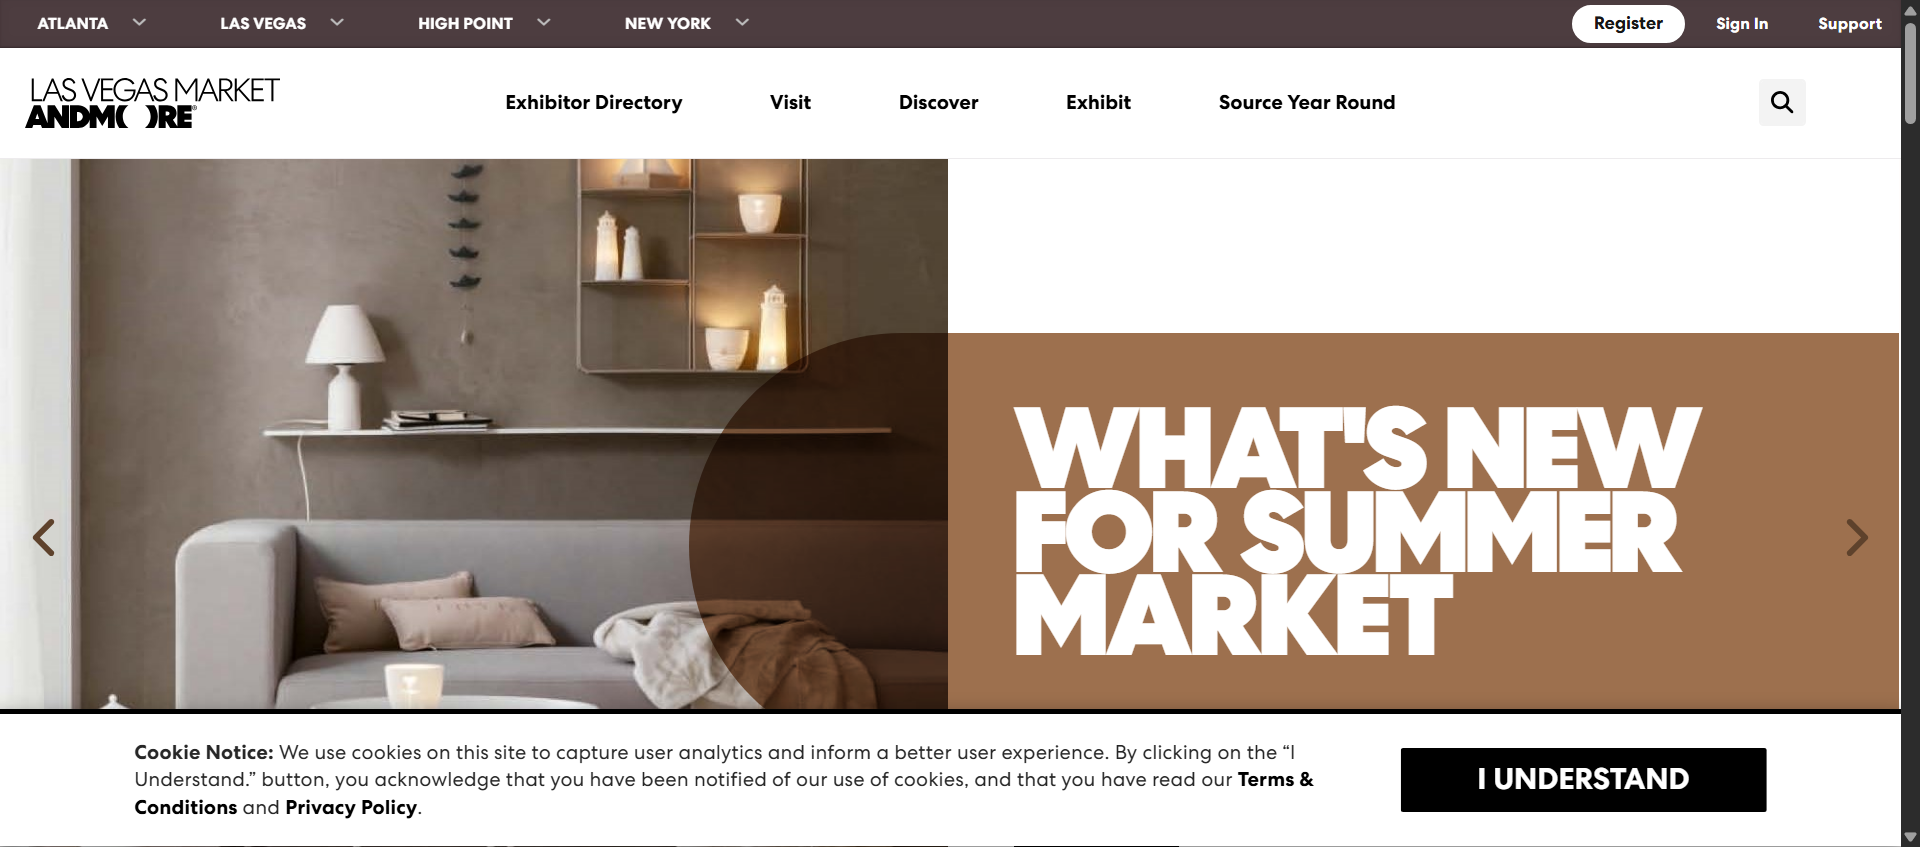 ATLANTA
LAS VEGAS
HIGH POINT
NEW YORK
Register
Sign In
Support
LAS VEGAS MARKET
ANDMORE®
Exhibitor Directory
Visit
Discover
Exhibit
Source Year Round
WHAT'S NEW
FOR SUMMER
MARKET
Cookie Notice: We use cookies on this site to capture user analytics and inform a better user experience. By clicking on the “I
Understand.” button, you acknowledge that you have been notified of our use of cookies, and that you have read our Terms &
Conditions and Privacy Policy.
I UNDERSTAND